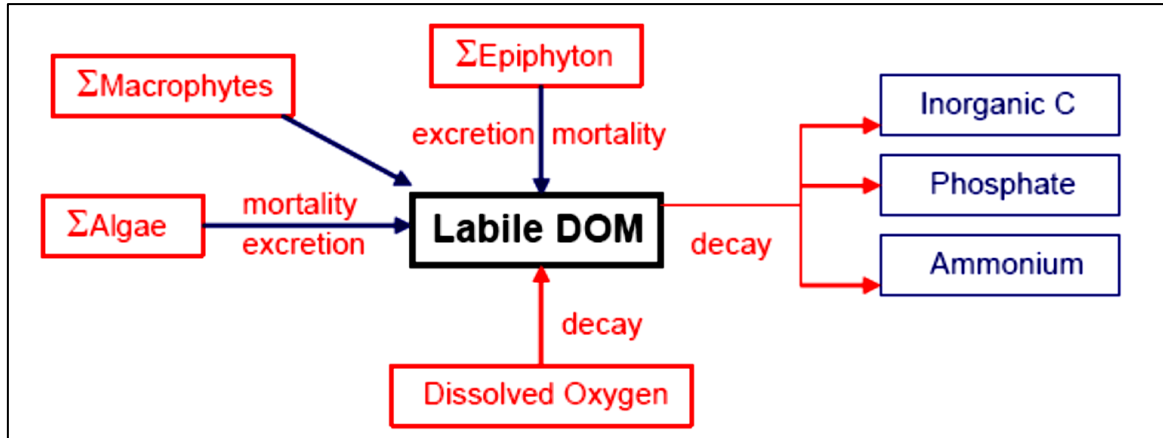 ΣEpiphyton
ΣMacrophytes
Inorganic C
excretion mortality
Phosphate
mortality
ΣAlgae
excretion
Labile DOM
decay
Ammonium
decay
Dissolved Oxygen